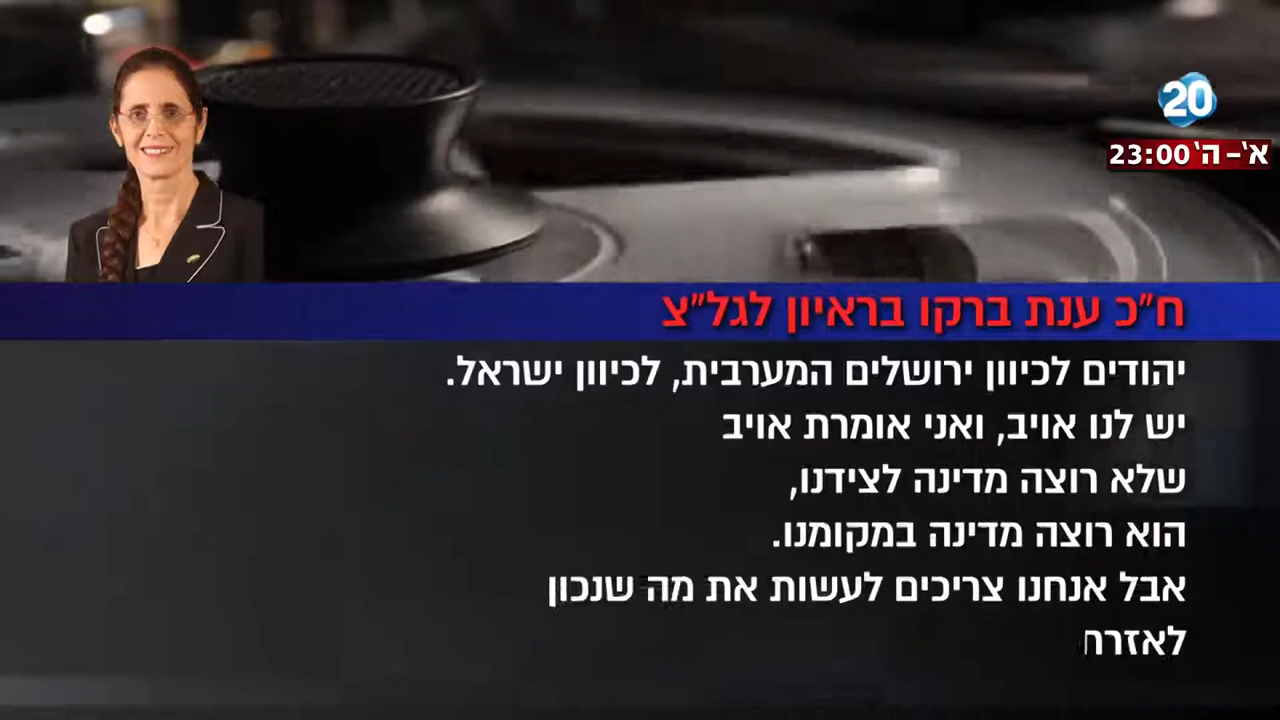 20
א'-ה' 23:00
ח"כ ענת ברקו בראיון לגל"צ
יהודים לכיוון ירושלים המערבית, לכיוון ישראל.
יש לנו אויב, ואני אומרת אויב
שלא רוצה מדינה לצידנו,
הוא רוצה מדינה במקומנו.
אבל אנחנו צריכים לעשות את מה שנכון
לאזרח